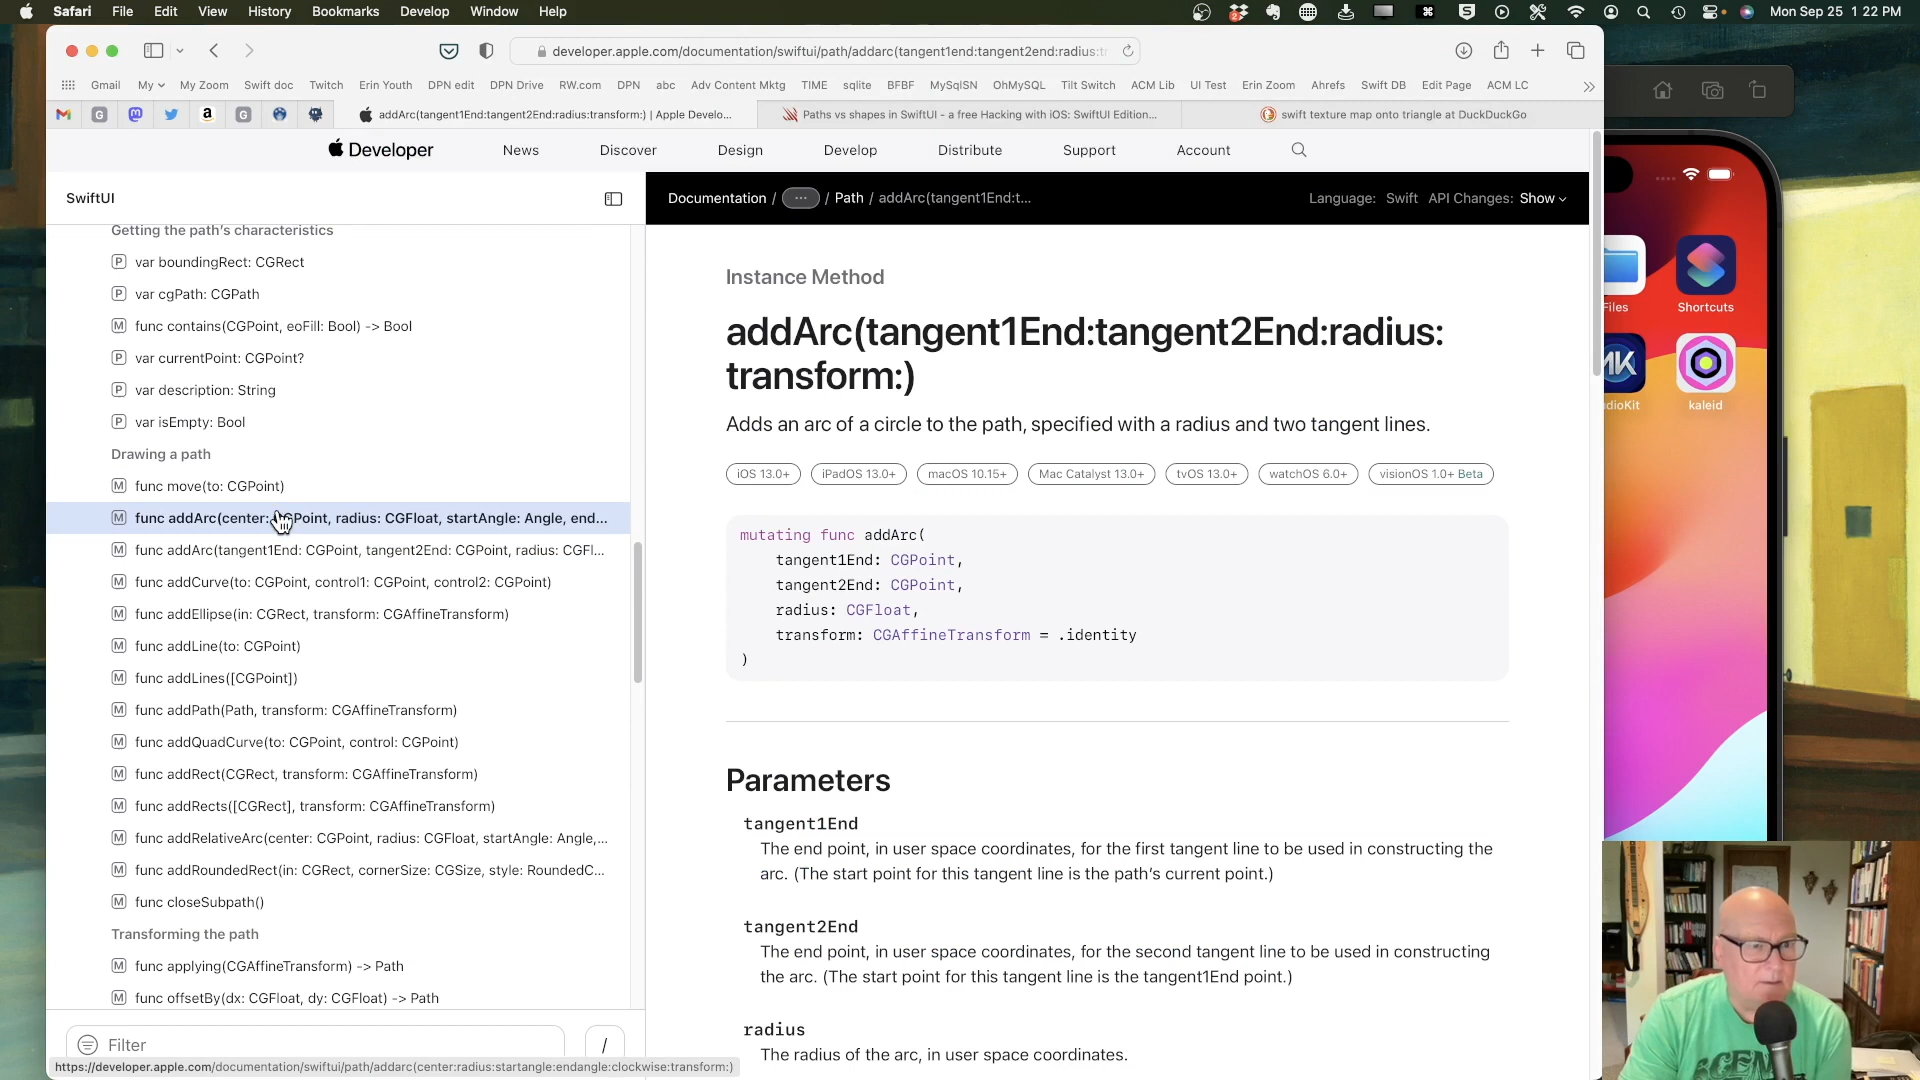 Safari File Edit View History Bookmarks Develop Window Help
2
Mon Sep 25 1 22 PM
developer.apple.com/documentation/swiftui/path/addarc(tangent1end:tangent2end:radius:t
Gmail My My Zoom Swift doc Twitch Erin Youth DPN edit DPN Drive RW.com DPN abc Adv Content Mktg TIME sqlite BFBF MySqlSN OhMySQL Tilt Switch ACM Lib UI Test Erin Zoom Ahrefs Swift DB Edit Page ACM LC
addArc(tangent1End:tangent2End:radius:transform:) | Apple Develo...
Paths vs shapes in SwiftUI - a free Hacking with iOS: SwiftUI Edition...
swift texture map onto triangle at DuckDuckGo
Developer News Discover Design Develop Distribute Support Account
SwiftUI
Documentation / ... / Path / addArc(tangent1End:t...
Language: Swift API Changes: Show
Getting the path's characteristics
P var boundingRect: CGRect
P var cgPath: CGPath
M func contains(CGPoint, eoFill: Bool) -> Bool
P var currentPoint: CGPoint?
P var description: String
P var isEmpty: Bool
Drawing a path
M func move(to: CGPoint)
M func addArc(center: CGPoint, radius: CGFloat, startAngle: Angle, end...
M func addArc(tangent1End: CGPoint, tangent2End: CGPoint, radius: CGFl...
M func addCurve(to: CGPoint, control1: CGPoint, control2: CGPoint)
M func addEllipse(in: CGRect, transform: CGAffineTransform)
M func addLine(to: CGPoint)
M func addLines([CGPoint])
M func addPath(Path, transform: CGAffineTransform)
M func addQuadCurve(to: CGPoint, control: CGPoint)
M func addRect(CGRect, transform: CGAffineTransform)
M func addRects([CGRect], transform: CGAffineTransform)
M func addRelativeArc(center: CGPoint, radius: CGFloat, startAngle: Angle,...
M func addRoundedRect(in: CGRect, cornerSize: CGSize, style: RoundedC...
M func closeSubpath()
Transforming the path
M func applying(CGAffineTransform) -> Path
M func offsetBy(dx: CGFloat, dy: CGFloat) -> Path
Filter
/
https://developer.apple.com/documentation/swiftui/path/addarc(center:radius:startangle:endangle:clockwise:transform:)
Instance Method
addArc(tangent1End:tangent2End:radius:
transform:)
Adds an arc of a circle to the path, specified with a radius and two tangent lines.
iOS 13.0+ iPadOS 13.0+ macOS 10.15+ Mac Catalyst 13.0+ tvOS 13.0+ watchOS 6.0+ visionOS 1.0+ Beta
mutating func addArc(
tangent1End: CGPoint,
tangent2End: CGPoint,
radius: CGFloat,
transform: CGAffineTransform = .identity
)
Parameters
tangent1End
The end point, in user space coordinates, for the first tangent line to be used in constructing the
arc. (The start point for this tangent line is the path's current point.)
tangent2End
The end point, in user space coordinates, for the second tangent line to be used in constructing
the arc. (The start point for this tangent line is the tangent1End point.)
radius
The radius of the arc, in user space coordinates.
Files
Shortcuts
dioKit
kaleid